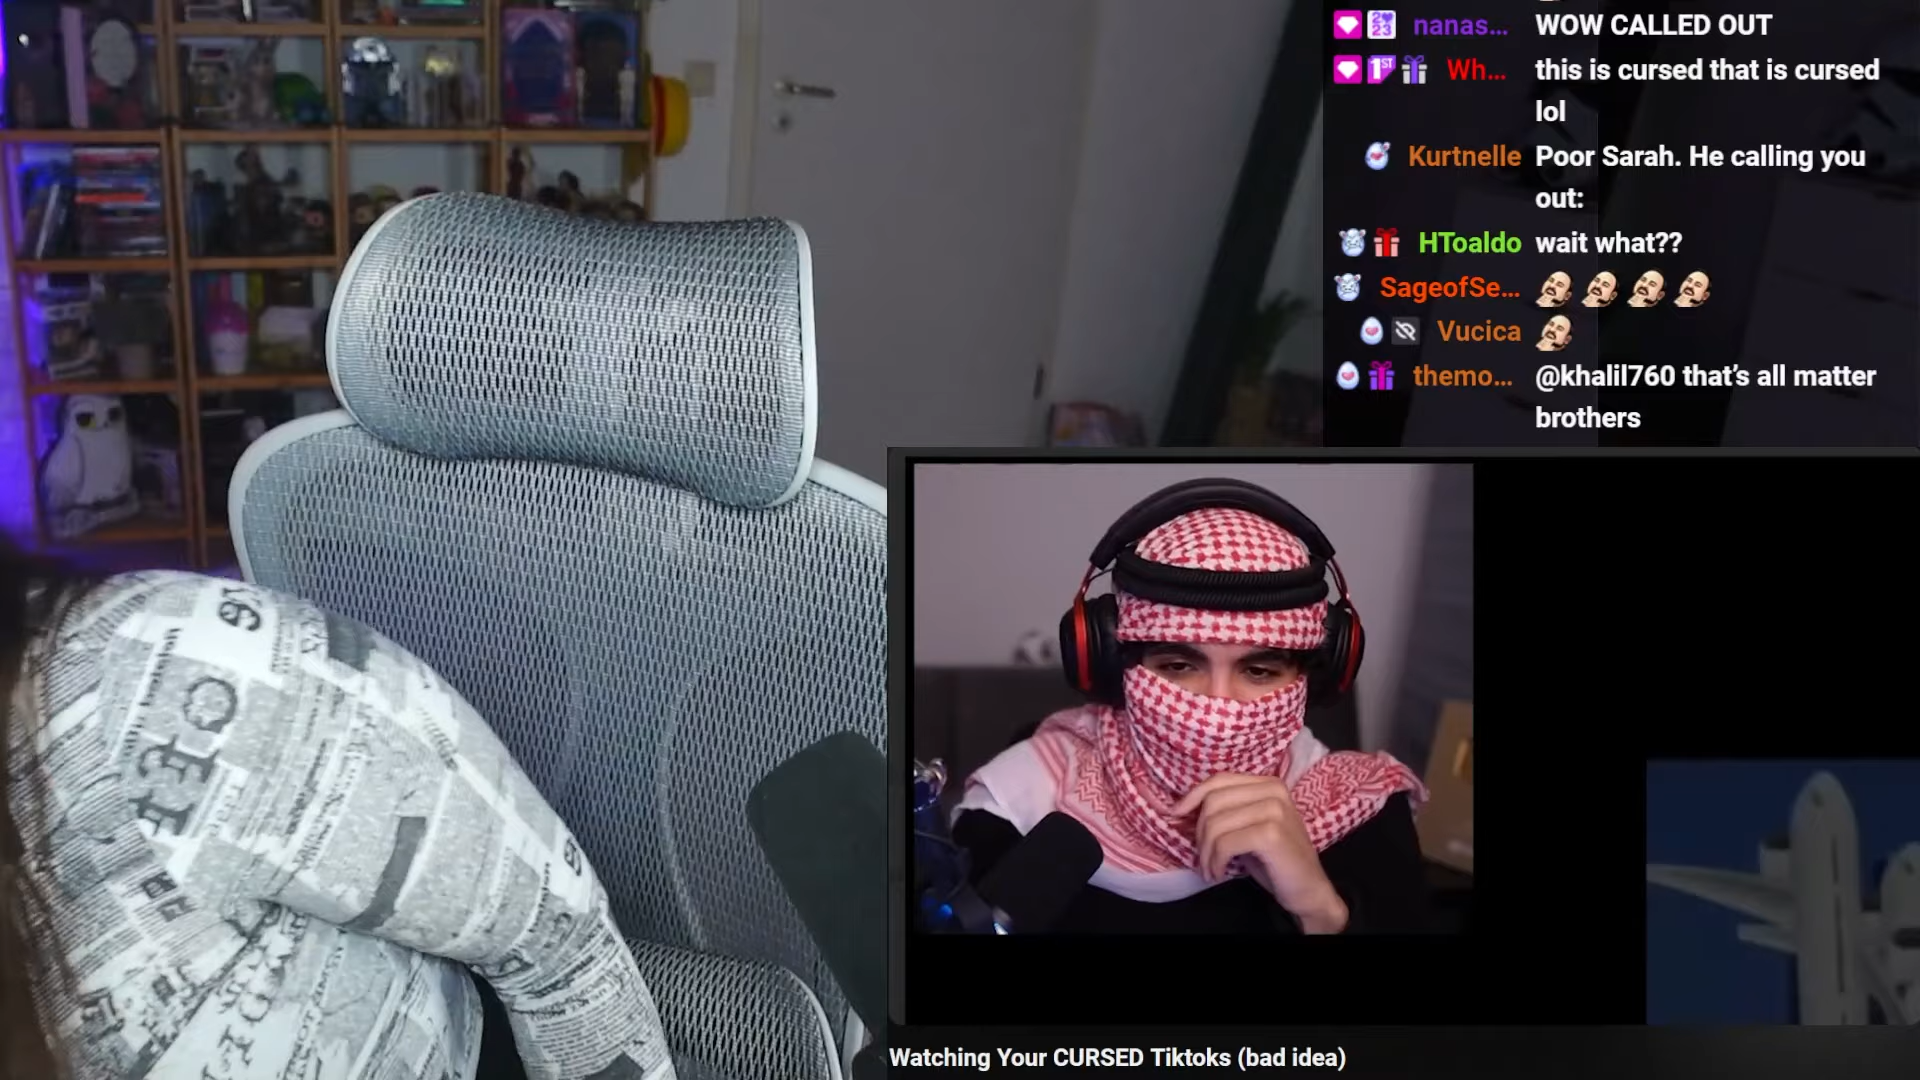 nanas... WOW CALLED OUT
1ST Wh... this is cursed that is cursed
lol
Kurtnelle Poor Sarah. He calling you
out:
HToaldo wait what??
SageofSe...
Vucica
themo... @khalil760 that’s all matter
brothers
Watching Your CURSED Tiktoks (bad idea)